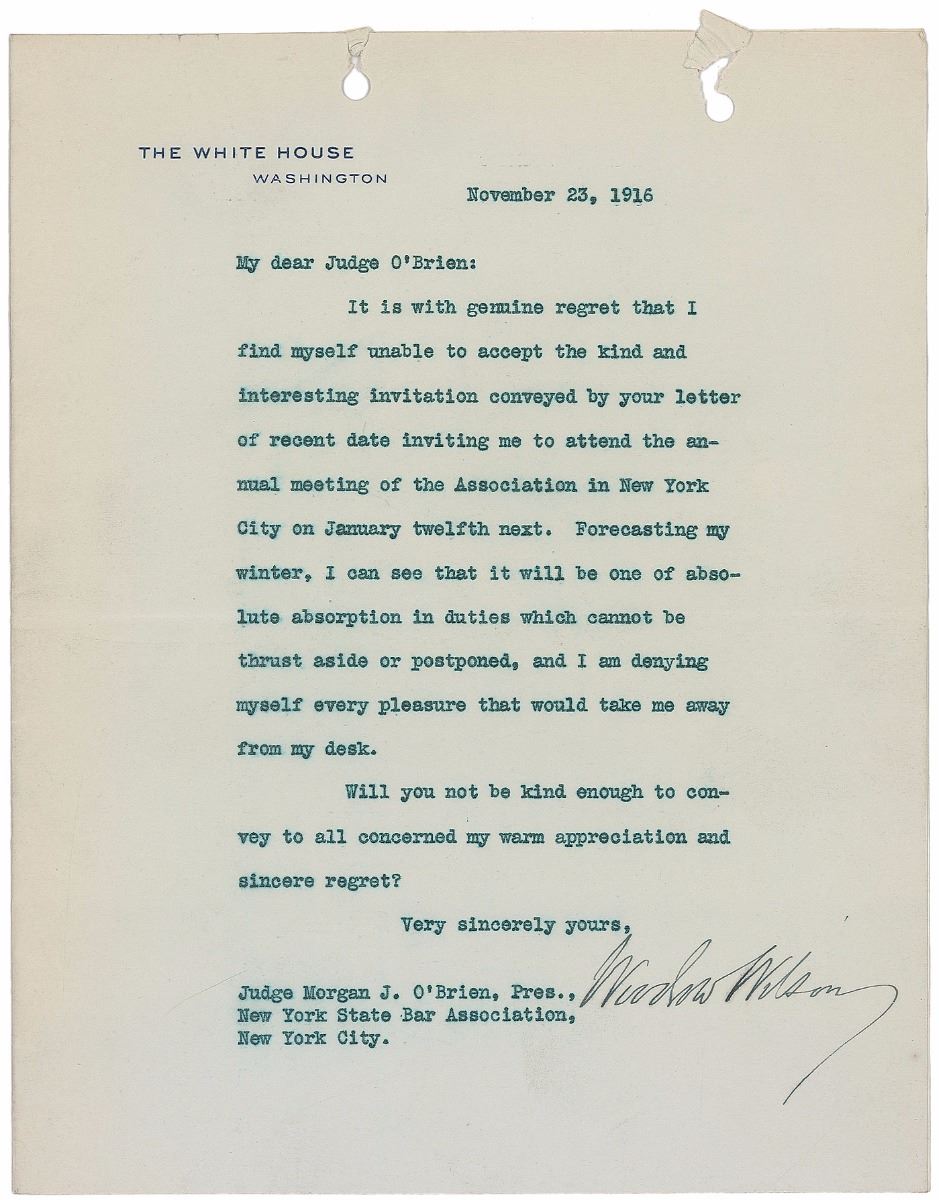 THE WHITE HOUSE
WASHINGTON
November 23, 1916
My dear Judge O'Brien:
It is with genuine regret that I
find myself unable to accept the kind and
interesting invitation conveyed by your letter
of recent date inviting me to attend the an-
nual meeting of the Association in New York
City on January twelfth next. Forecasting my
winter, I can see that it will be one of abso-
lute absorption in duties which cannot be
thrust aside or postponed, and I am denying
myself every pleasure that would take me away
from my desk.
Will you not be kind enough to con-
vey to all concerned my warm appreciation and
sincere regret?
Very sincerely yours,
Woodrow Wilson
Judge Morgan J. O'Brien, Pres.,
New York State Bar Association,
New York City.